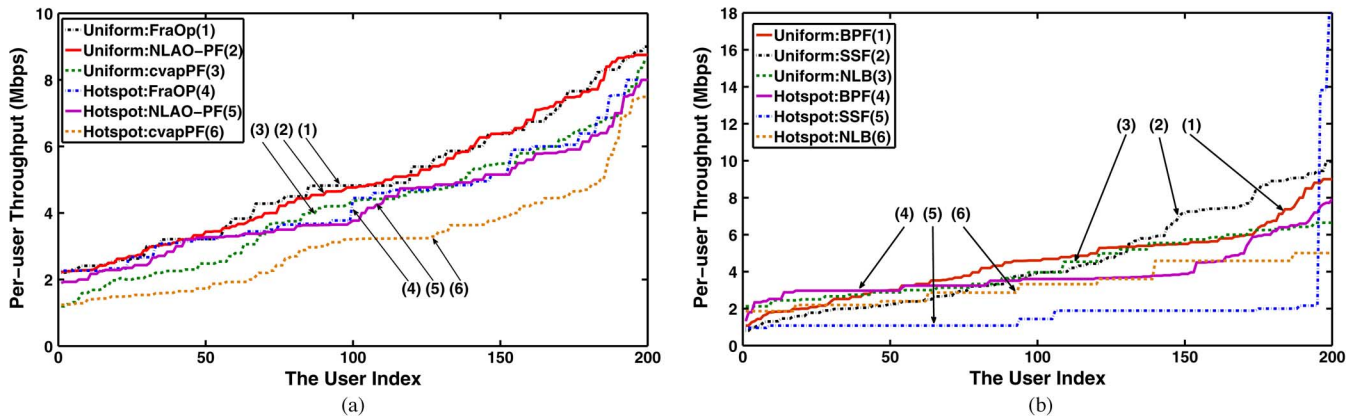 Uniform:FraOp(1)
Uniform:NLAO-PF(2)
Uniform:cvapPF(3)
Hotspot:FraOP(4)
Hotspot:NLAO-PF(5)
Hotspot:cvapPF(6)
(3) (2) (1)
(4) (5) (6)
Per-user Throughput (Mbps)
10
8
6
4
2
0
0 50 100 150 200
The User Index
(a)
Uniform:BPF(1)
Uniform:SSF(2)
Uniform:NLB(3)
Hotspot:BPF(4)
Hotspot:SSF(5)
Hotspot:NLB(6)
(3) (2) (1)
(4) (5) (6)
Per-user Throughput (Mbps)
18
16
14
12
10
8
6
4
2
0
0 50 100 150 200
The User Index
(b)